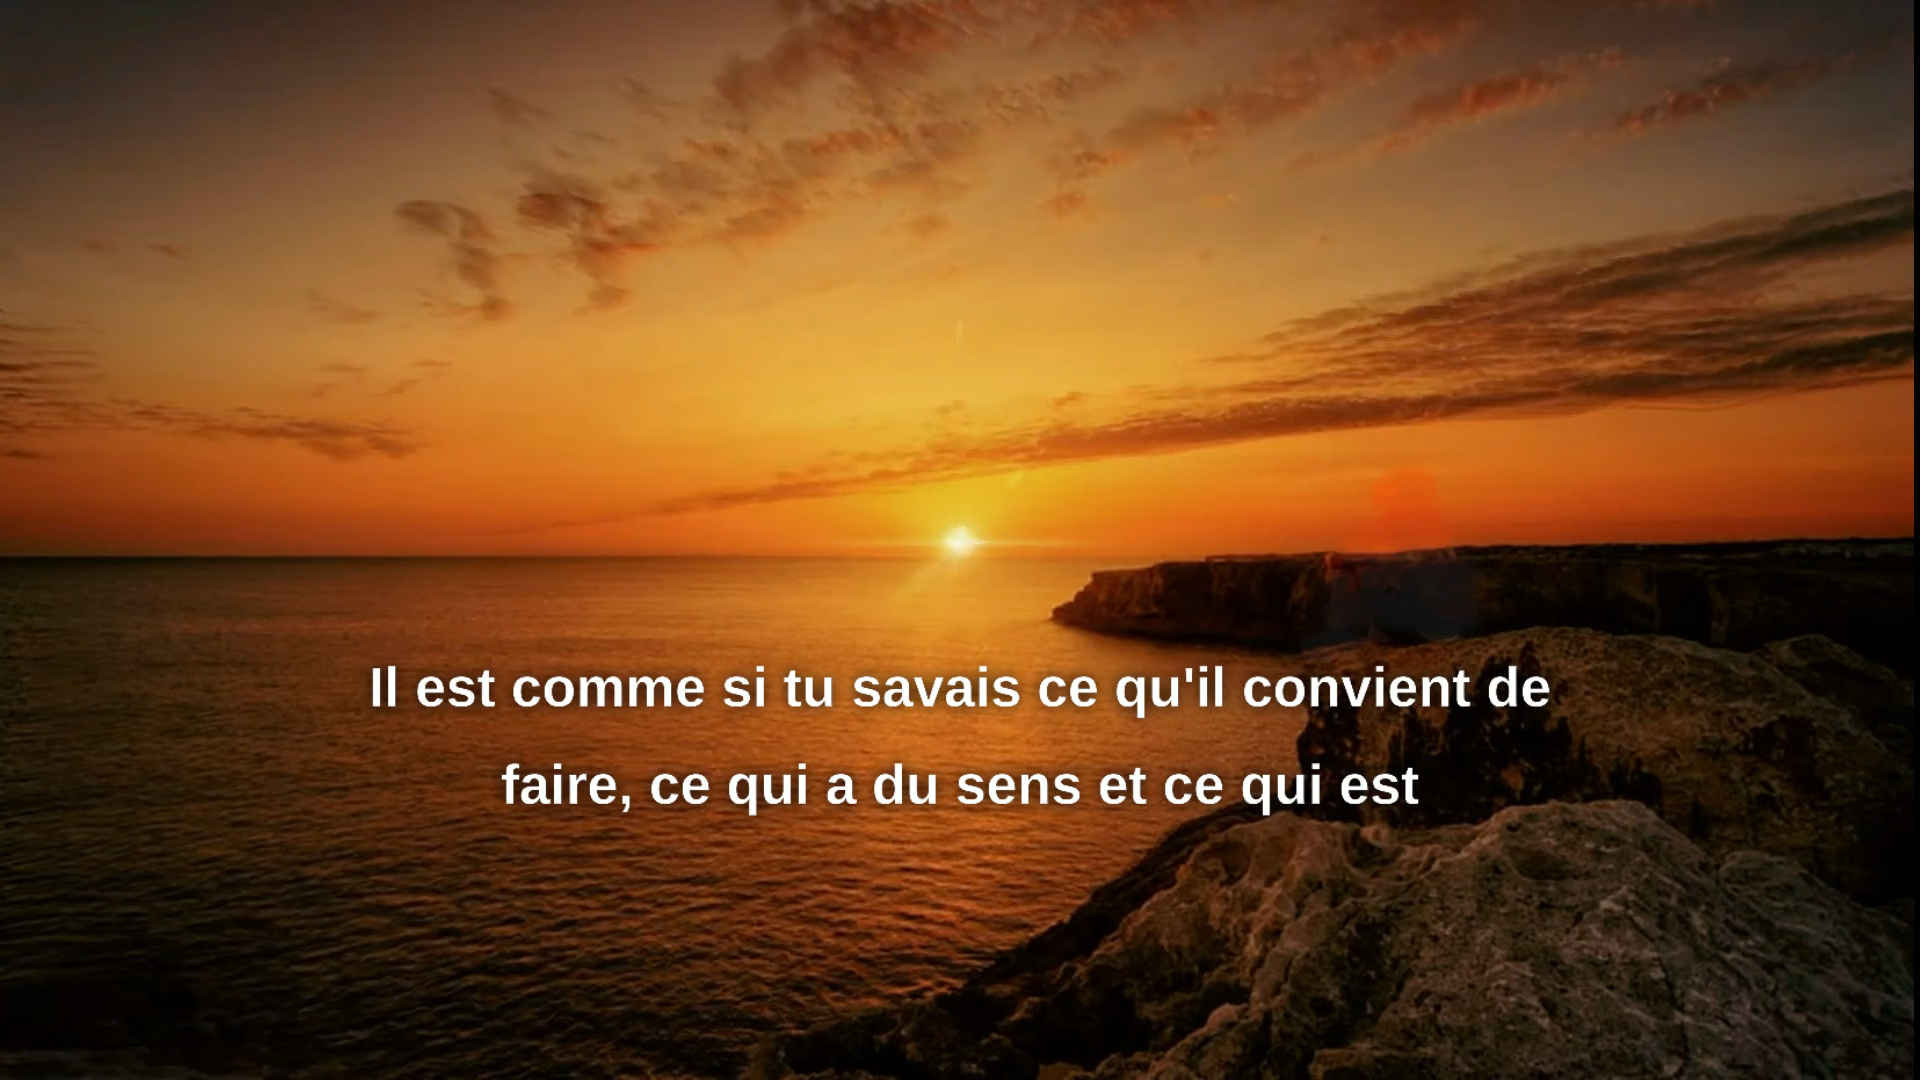 Il est comme si tu savais ce qu'il convient de
faire, ce qui a du sens et ce qui est